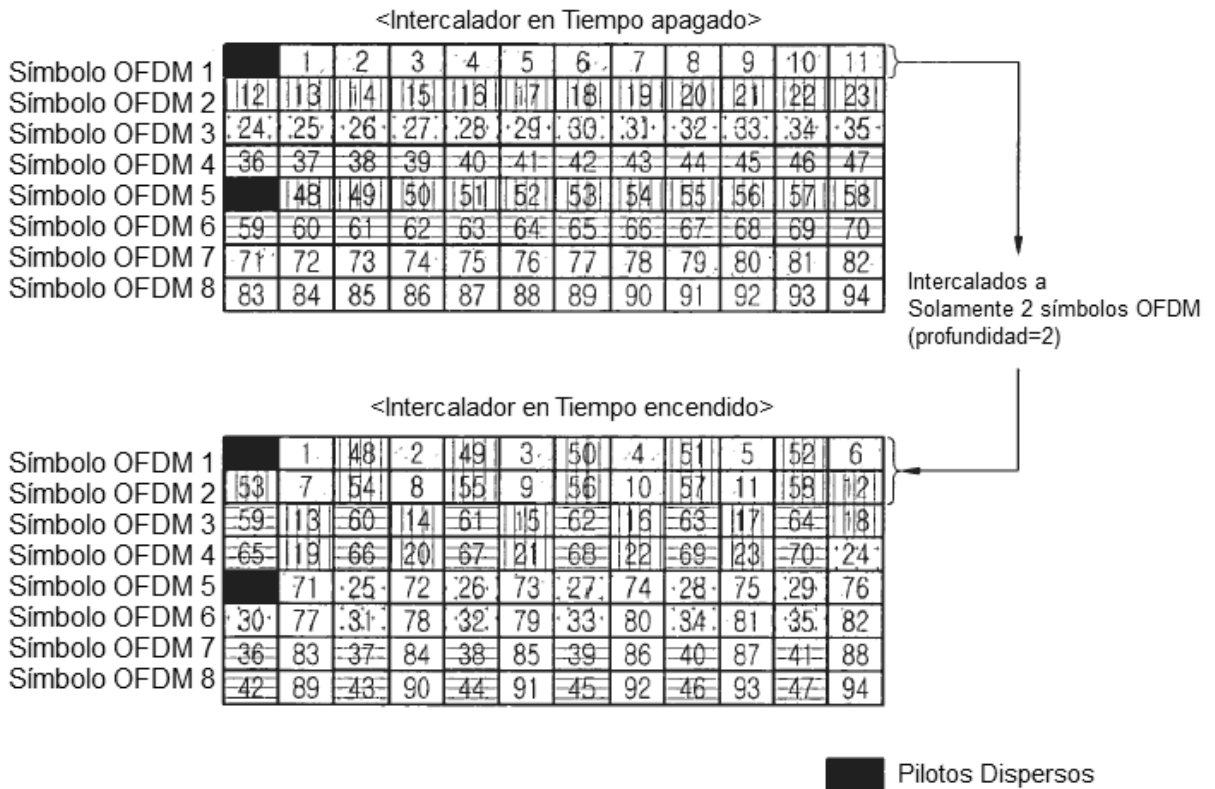 <Intercalador en Tiempo apagado>
Símbolo OFDM 1 1 2 3 4 5 6 7 8 9 10 11
Símbolo OFDM 2 12 13 14 15 16 17 18 19 20 21 22 23
Símbolo OFDM 3 24 25 26 27 28 29 30 31 32 33 34 35
Símbolo OFDM 4 36 37 38 39 40 41 42 43 44 45 46 47
Símbolo OFDM 5 48 49 50 51 52 53 54 55 56 57 58
Símbolo OFDM 6 59 60 61 62 63 64 65 66 67 68 69 70
Símbolo OFDM 7 71 72 73 74 75 76 77 78 79 80 81 82
Símbolo OFDM 8 83 84 85 86 87 88 89 90 91 92 93 94
Intercalados a
Solamente 2 símbolos OFDM
(profundidad=2)
<Intercalador en Tiempo encendido>
Símbolo OFDM 1 1 48 2 49 3 50 4 51 5 52 6
Símbolo OFDM 2 53 7 54 8 55 9 56 10 57 11 58 12
Símbolo OFDM 3 59 13 60 14 61 15 62 16 63 17 64 18
Símbolo OFDM 4 65 19 66 20 67 21 68 22 69 23 70 24
Símbolo OFDM 5 71 25 72 26 73 27 74 28 75 29 76
Símbolo OFDM 6 30 77 31 78 32 79 33 80 34 81 35 82
Símbolo OFDM 7 36 83 37 84 38 85 39 86 40 87 41 88
Símbolo OFDM 8 42 89 43 90 44 91 45 92 46 93 47 94
Pilotos Dispersos